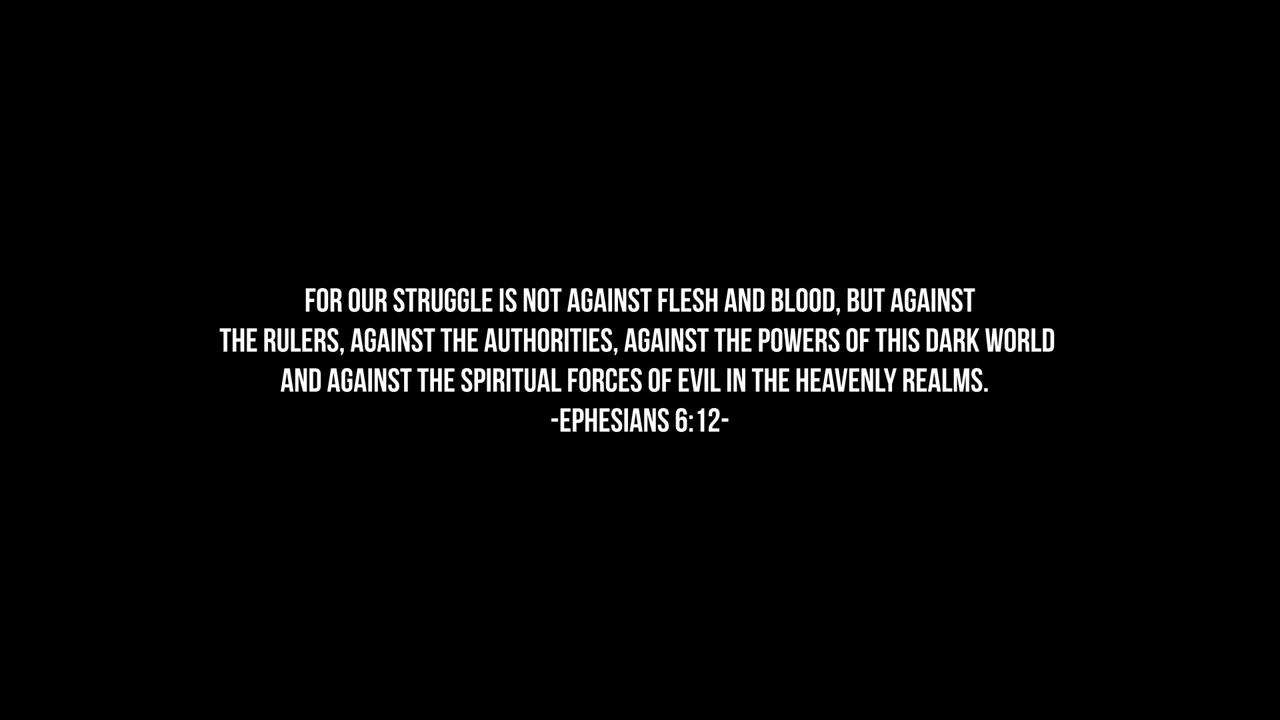 FOR OUR STRUGGLE IS NOT AGAINST FLESH AND BLOOD, BUT AGAINST
THE RULERS, AGAINST THE AUTHORITIES, AGAINST THE POWERS OF THIS DARK WORLD
AND AGAINST THE SPIRITUAL FORCES OF EVIL IN THE HEAVENLY REALMS.
-EPHESIANS 6:12-